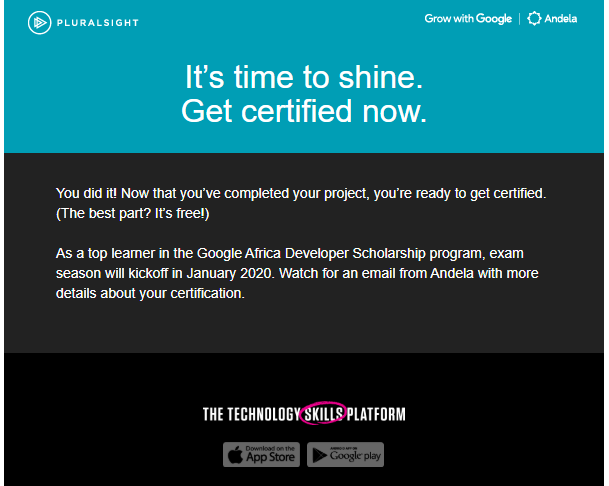 PLURALSIGHT
Grow with Google | Andela
It's time to shine.
Get certified now.
You did it! Now that you've completed your project, you're ready to get certified.
(The best part? It's free!)
As a top learner in the Google Africa Developer Scholarship program, exam
season will kickoff in January 2020. Watch for an email from Andela with more
details about your certification.
THE TECHNOLOGY SKILLS PLATFORM
Download on the
App Store
ANDROID APP ON
Google play